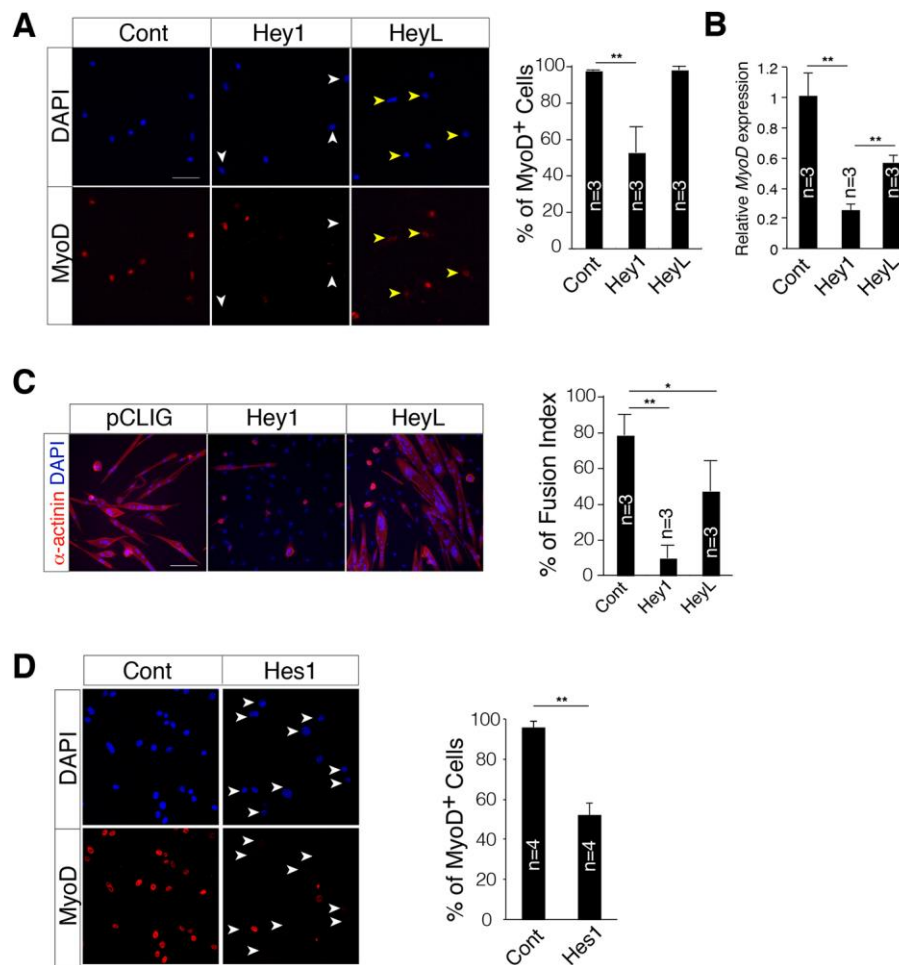 A
Cont
Hey1
HeyL
DAPI
MyoD
% of MyoD+ Cells
100
80
60
40
20
0
**
n=3
n=3
n=3
Cont
Hey1
HeyL
B
Relative MyoD expression
1.2
1
0.8
0.6
0.4
0.2
0
**
**
n=3
n=3
n=3
Cont
Hey1
HeyL
C
pCLIG
Hey1
HeyL
α-actinin DAPI
% of Fusion Index
100
80
60
40
20
0
*
**
n=3
n=3
n=3
Cont
Hey1
HeyL
D
Cont
Hes1
DAPI
MyoD
% of MyoD+ Cells
100
80
60
40
20
0
**
n=4
n=4
Cont
Hes1